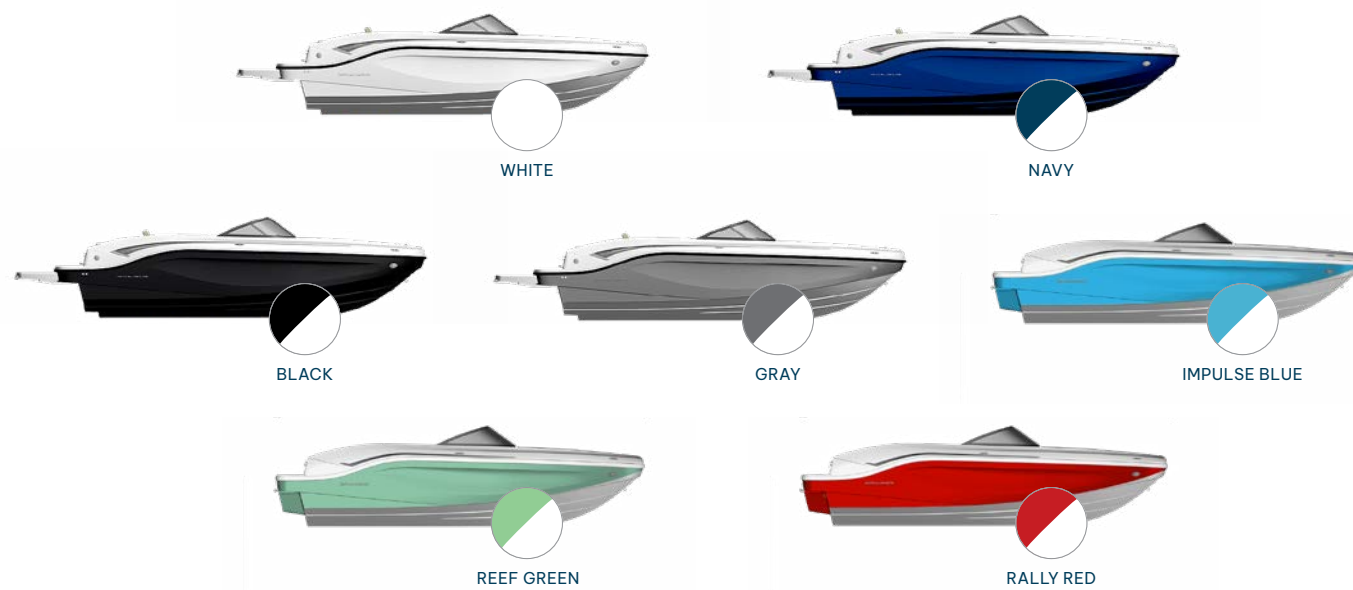 WHITE
NAVY
BLACK
GRAY
IMPULSE BLUE
REEF GREEN
RALLY RED